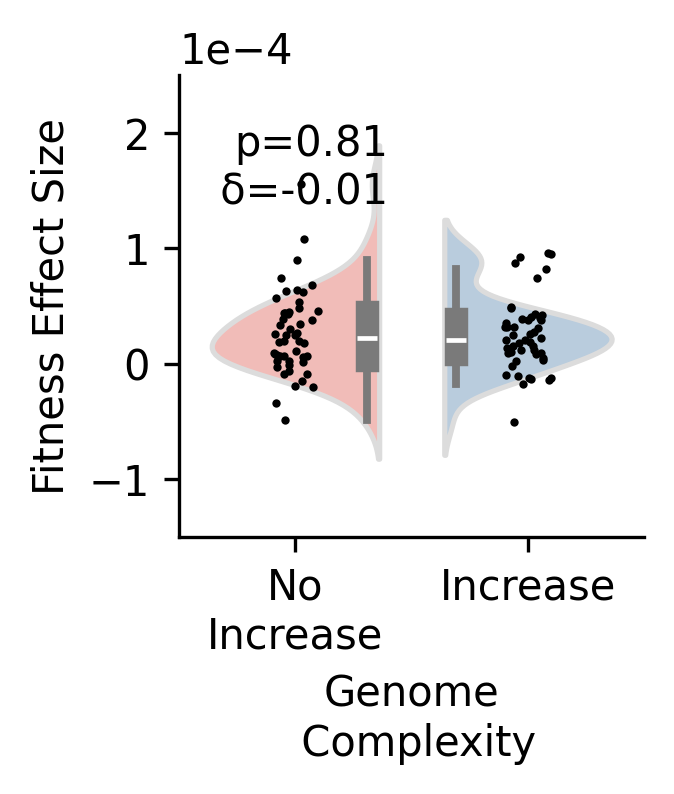 1e−4
Fitness Effect Size
2
1
0
−1
p=0.81
δ=-0.01
No
Increase
Increase
Genome
Complexity